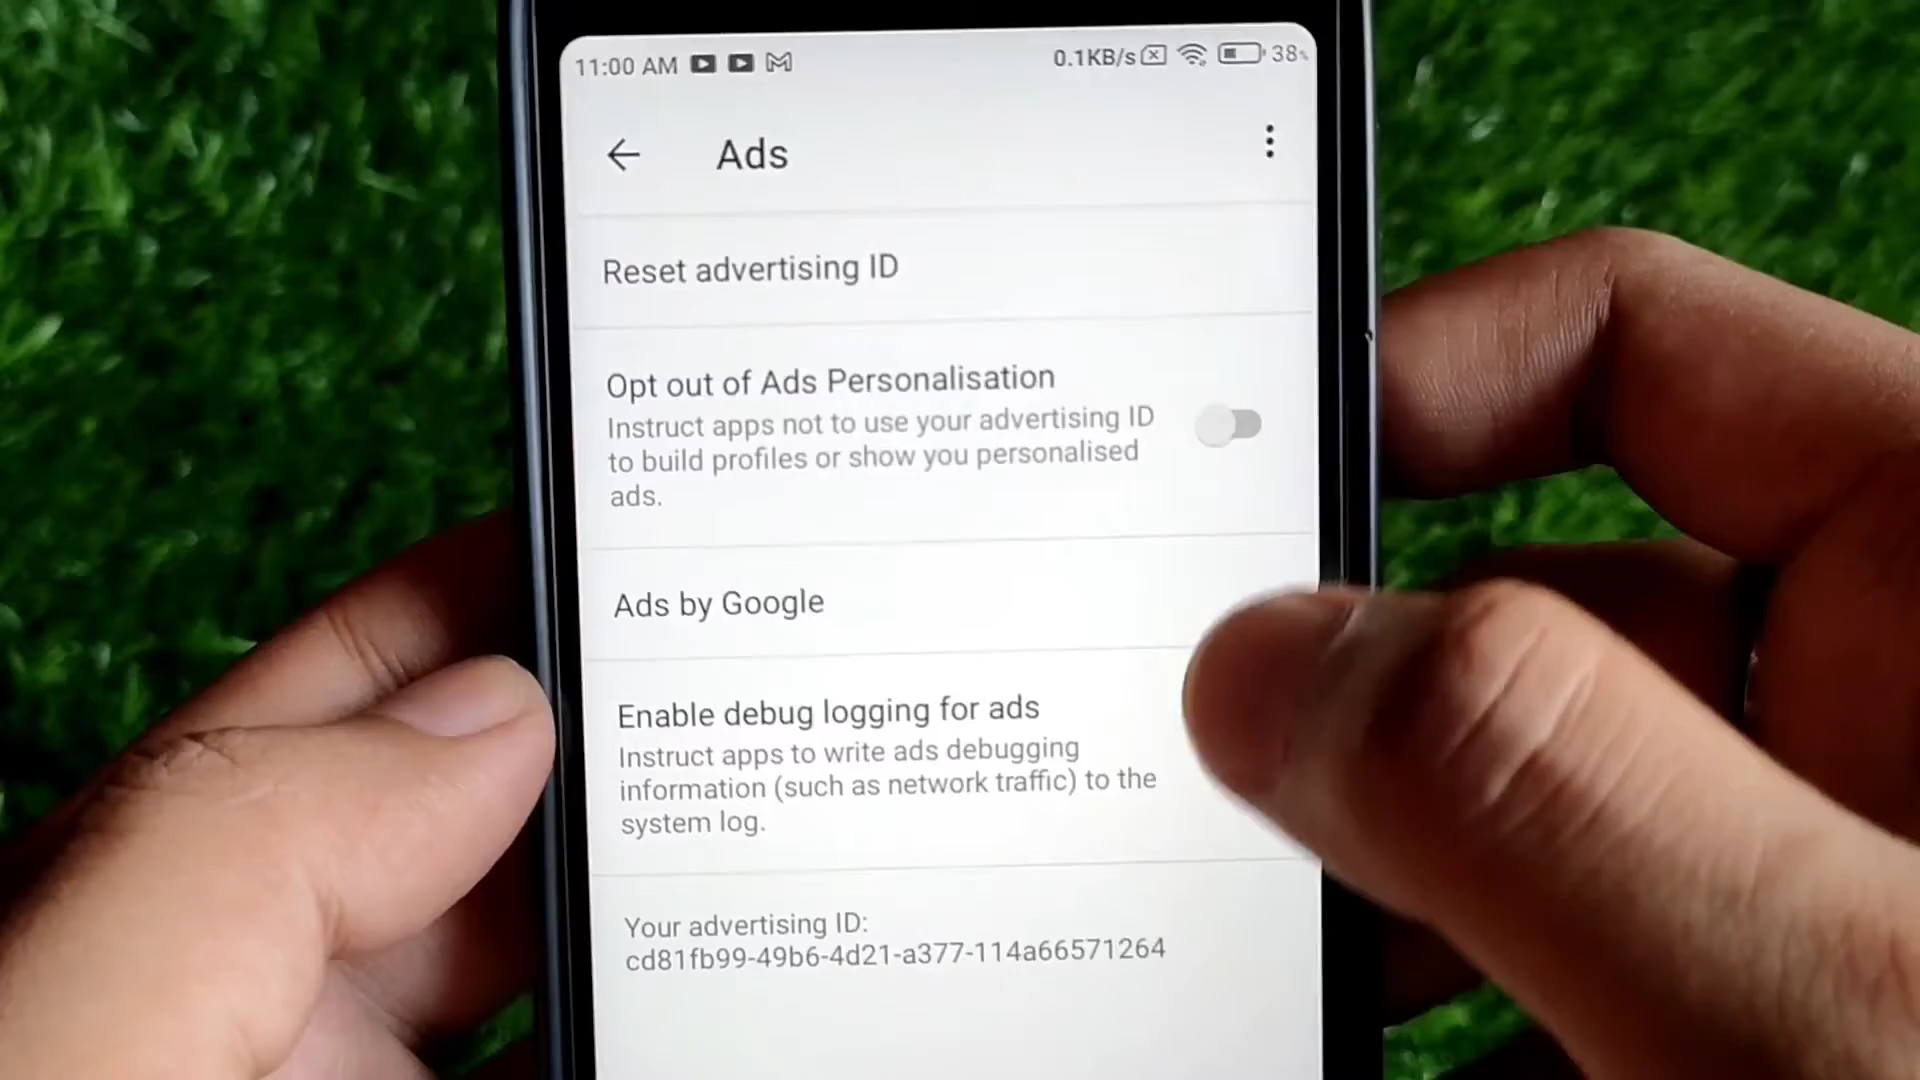 11:00 AM
0.1KB/s
38%
Ads
Reset advertising ID
Opt out of Ads Personalisation
Instruct apps not to use your advertising ID
to build profiles or show you personalised
ads.
Ads by Google
Enable debug logging for ads
Instruct apps to write ads debugging
information (such as network traffic) to the
system log.
Your advertising ID:
cd81fb99-49b6-4d21-a377-114a66571264